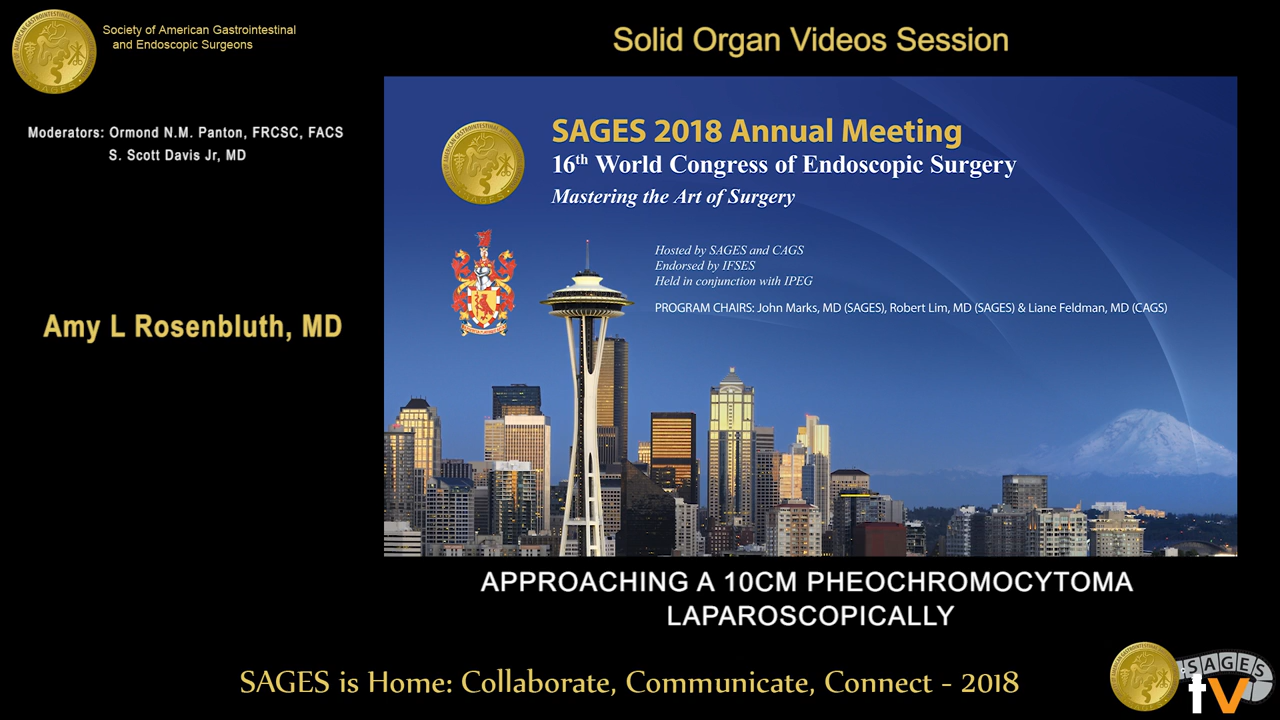 Society of American Gastrointestinal
and Endoscopic Surgeons
Solid Organ Videos Session
Moderators: Ormond N.M. Panton, FRCSC, FACS
S. Scott Davis Jr, MD
Amy L Rosenbluth, MD
SAGES 2018 Annual Meeting
16th World Congress of Endoscopic Surgery
Mastering the Art of Surgery
Hosted by SAGES and CAGS
Endorsed by IFSES
Held in conjunction with IPEG
PROGRAM CHAIRS: John Marks, MD (SAGES), Robert Lim, MD (SAGES) & Liane Feldman, MD (CAGS)
APPROACHING A 10CM PHEOCHROMOCYTOMA
LAPAROSCOPICALLY
SAGES is Home: Collaborate, Communicate, Connect - 2018
SAGES
tv